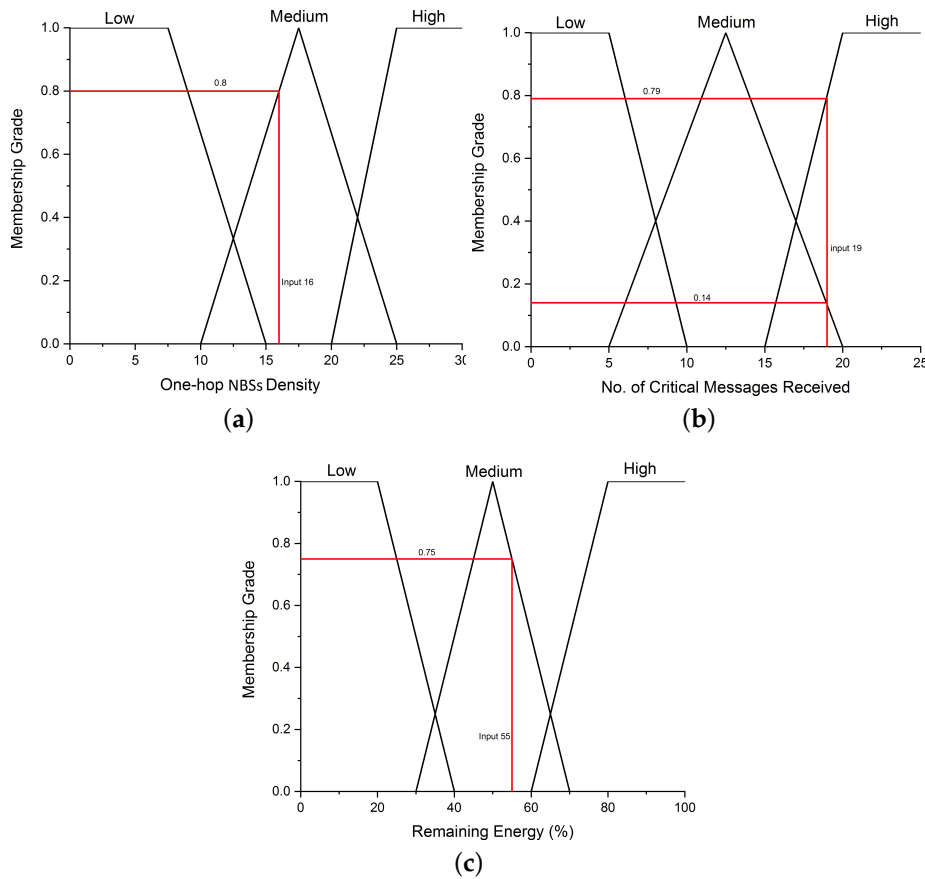 Low Medium High
1.0
0.8
0.8
Membership Grade
0.6
0.4
Input 16
0.2
0.0
0 5 10 15 20 25 30
One-hop NBSs Density
(a)
Low Medium High
1.0
0.79
0.8
Membership Grade
0.6
0.4
input 19
0.2
0.14
0.0
0 5 10 15 20 25
No. of Critical Messages Received
(b)
Low Medium High
1.0
0.8
0.75
Membership Grade
0.6
0.4
0.2
Input 55
0.0
0 20 40 60 80 100
Remaining Energy (%)
(c)